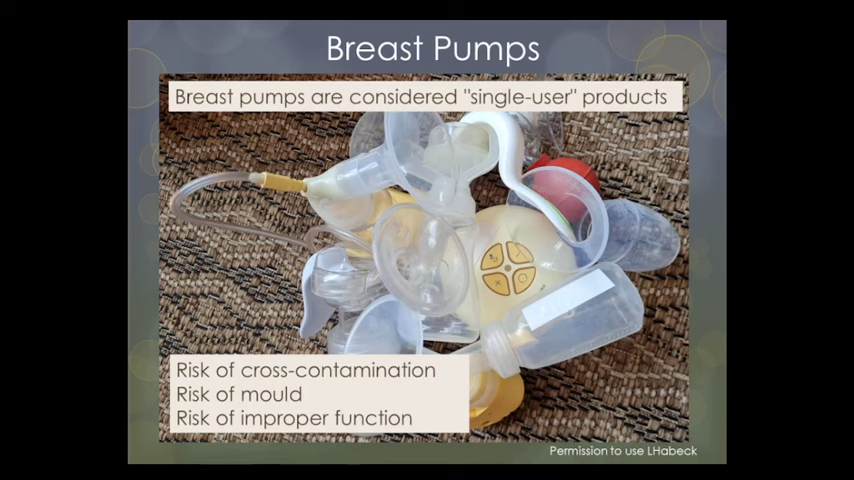 Breast Pumps
Breast pumps are considered "single-user" products
Risk of cross-contamination
Risk of mould
Risk of improper function
Permission to use LHabeck